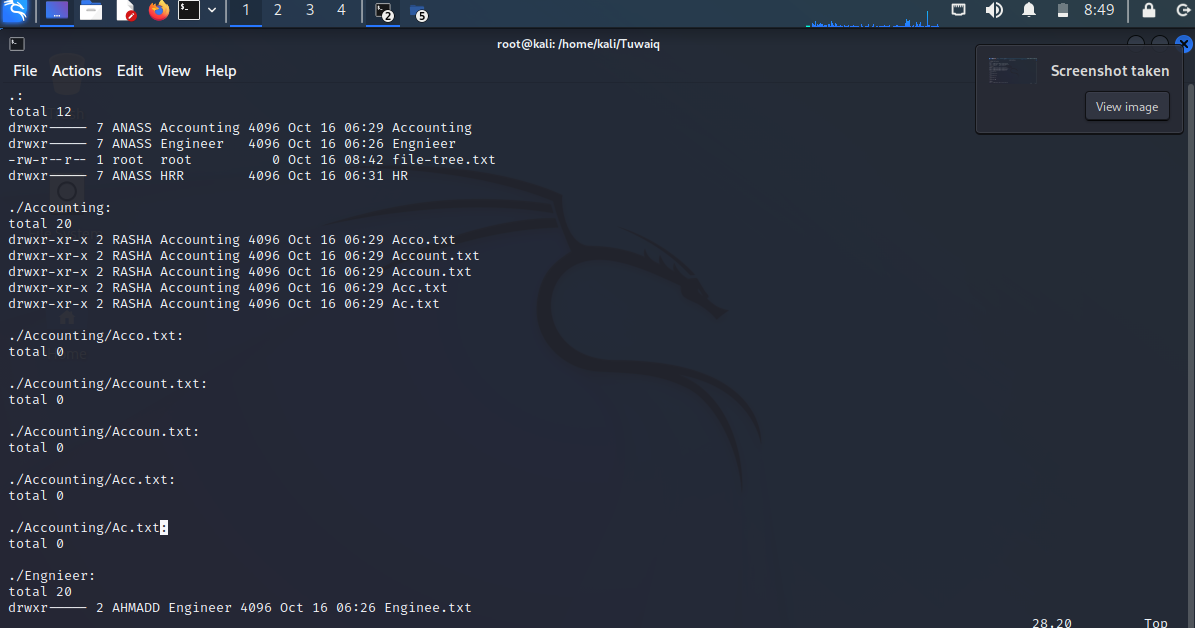 1 2 3 4 2 5 8:49
root@kali: /home/kali/Tuwaiq
File Actions Edit View Help
Screenshot taken
View image
.:
total 12
drwxr----- 7 ANASS Accounting 4096 Oct 16 06:29 Accounting
drwxr----- 7 ANASS Engineer   4096 Oct 16 06:26 Engnieer
-rw-r--r-- 1 root  root          0 Oct 16 08:42 file-tree.txt
drwxr----- 7 ANASS HRR        4096 Oct 16 06:31 HR
./Accounting:
total 20
drwxr-xr-x 2 RASHA Accounting 4096 Oct 16 06:29 Acco.txt
drwxr-xr-x 2 RASHA Accounting 4096 Oct 16 06:29 Account.txt
drwxr-xr-x 2 RASHA Accounting 4096 Oct 16 06:29 Accoun.txt
drwxr-xr-x 2 RASHA Accounting 4096 Oct 16 06:29 Acc.txt
drwxr-xr-x 2 RASHA Accounting 4096 Oct 16 06:29 Ac.txt
./Accounting/Acco.txt:
total 0
./Accounting/Account.txt:
total 0
./Accounting/Accoun.txt:
total 0
./Accounting/Acc.txt:
total 0
./Accounting/Ac.txt:
total 0
./Engnieer:
total 20
drwxr----- 2 AHMADD Engineer 4096 Oct 16 06:26 Enginee.txt
28,20 Top